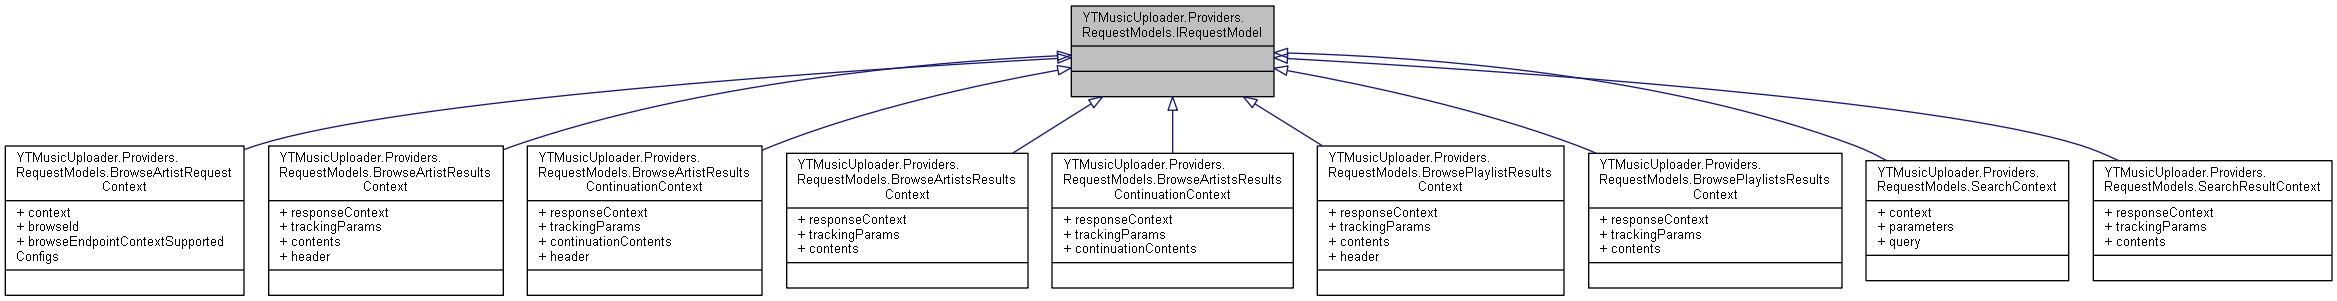 YTMusicUploader.Providers.
RequestModels.IRequestModel
YTMusicUploader.Providers.
RequestModels.BrowseArtistRequest
Context
+ context
+ browseId
+ browseEndpointContextSupported
Configs
YTMusicUploader.Providers.
RequestModels.BrowseArtistResults
Context
+ responseContext
+ trackingParams
+ contents
+ header
YTMusicUploader.Providers.
RequestModels.BrowseArtistResults
ContinuationContext
+ responseContext
+ trackingParams
+ continuationContents
+ header
YTMusicUploader.Providers.
RequestModels.BrowseArtistsResults
Context
+ responseContext
+ trackingParams
+ contents
YTMusicUploader.Providers.
RequestModels.BrowseArtistsResults
ContinuationContext
+ responseContext
+ trackingParams
+ continuationContents
YTMusicUploader.Providers.
RequestModels.BrowsePlaylistResults
Context
+ responseContext
+ trackingParams
+ contents
+ header
YTMusicUploader.Providers.
RequestModels.BrowsePlaylistsResults
Context
+ responseContext
+ trackingParams
+ contents
YTMusicUploader.Providers.
RequestModels.SearchContext
+ context
+ parameters
+ query
YTMusicUploader.Providers.
RequestModels.SearchResultContext
+ responseContext
+ trackingParams
+ contents